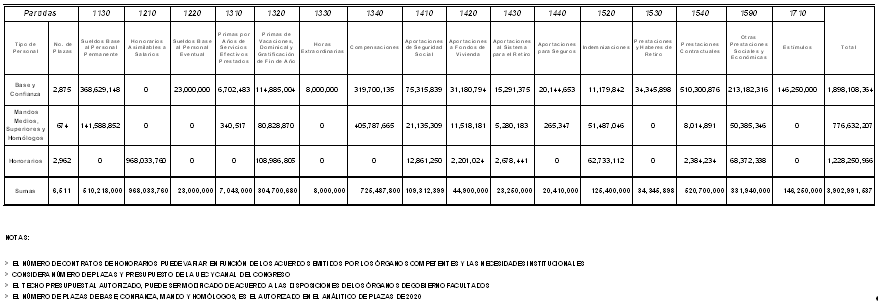 Partidas 1130 1210 1220 1310 1320 1330 1340 1410 1420 1430 1440 1520 1530 1540 1590 1710
Tipo de Personal No. de Plazas Sueldos Base al Personal Permanente Honorarios Asimilables a Salarios Sueldos Base al Personal Eventual Primas por Años de Servicios Efectivos Prestados Primas de Vacaciones, Dominical y Gratificación de Fin de Año Horas Extraordinarias Compensaciones Aportaciones de Seguridad Social Aportaciones a Fondos de Vivienda Aportaciones al Sistema para el Retiro Aportaciones para Seguros Indemnizaciones Prestaciones y Haberes de Retiro Prestaciones Contractuales Otras Prestaciones Sociales y Económicas Estímulos Total
Base y Confianza 2,875 368,629,148 0 23,000,000 6,702,483 114,885,004 8,000,000 319,700,135 75,315,839 31,180,794 15,291,375 20,144,653 11,179,842 34,345,898 510,300,876 213,182,316 146,250,000 1,898,108,364
Mandos Medios, Superiores y Homólogos 674 141,588,852 0 0 340,517 80,828,870 0 405,787,665 21,135,309 11,518,181 5,280,183 265,347 51,487,046 0 8,014,891 50,385,346 0 776,632,207
Honorarios 2,962 0 968,033,760 0 0 108,986,805 0 0 12,861,250 2,201,024 2,678,441 0 62,733,112 0 2,384,234 68,372,338 0 1,228,250,966
Sumas 6,511 510,218,000 968,033,760 23,000,000 7,043,000 304,700,680 8,000,000 725,487,800 109,312,399 44,900,000 23,250,000 20,410,000 125,400,000 34,345,898 520,700,000 331,940,000 146,250,000 3,902,991,537
NOTAS:
> EL NÚMERO DE CONTRATOS DE HONORARIOS PUEDE VARIAR EN FUNCIÓN DE LOS ACUERDOS EMITIDOS POR LOS ÓRGANOS COMPETENTES Y LAS NECESIDADES INSTITUCIONALES
> CONSIDERA NÚMERO DE PLAZAS Y PRESUPUESTO DE LA UEC Y CANAL DEL CONGRESO
> EL TECHO PRESUPUESTAL AUTORIZADO, PUEDE SER MODIFICADO DE ACUERDO A LAS DISPOSICIONES DE LOS ÓRGANOS DE GOBIERNO FACULTADOS
> EL NÚMERO DE PLAZAS DE BASE, CONFIANZA, MANDO Y HOMÓLOGOS, ES EL AUTORIZADO EN EL ANÁLITICO DE PLAZAS DE 2020